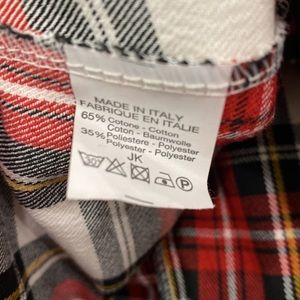 MADE IN ITALY
FABRIQUE EN ITALIE
65% Cotone - Cotton
Coton - Baumwolle
35% Poliestere - Polyester
Polyester - Polyester
JK
P